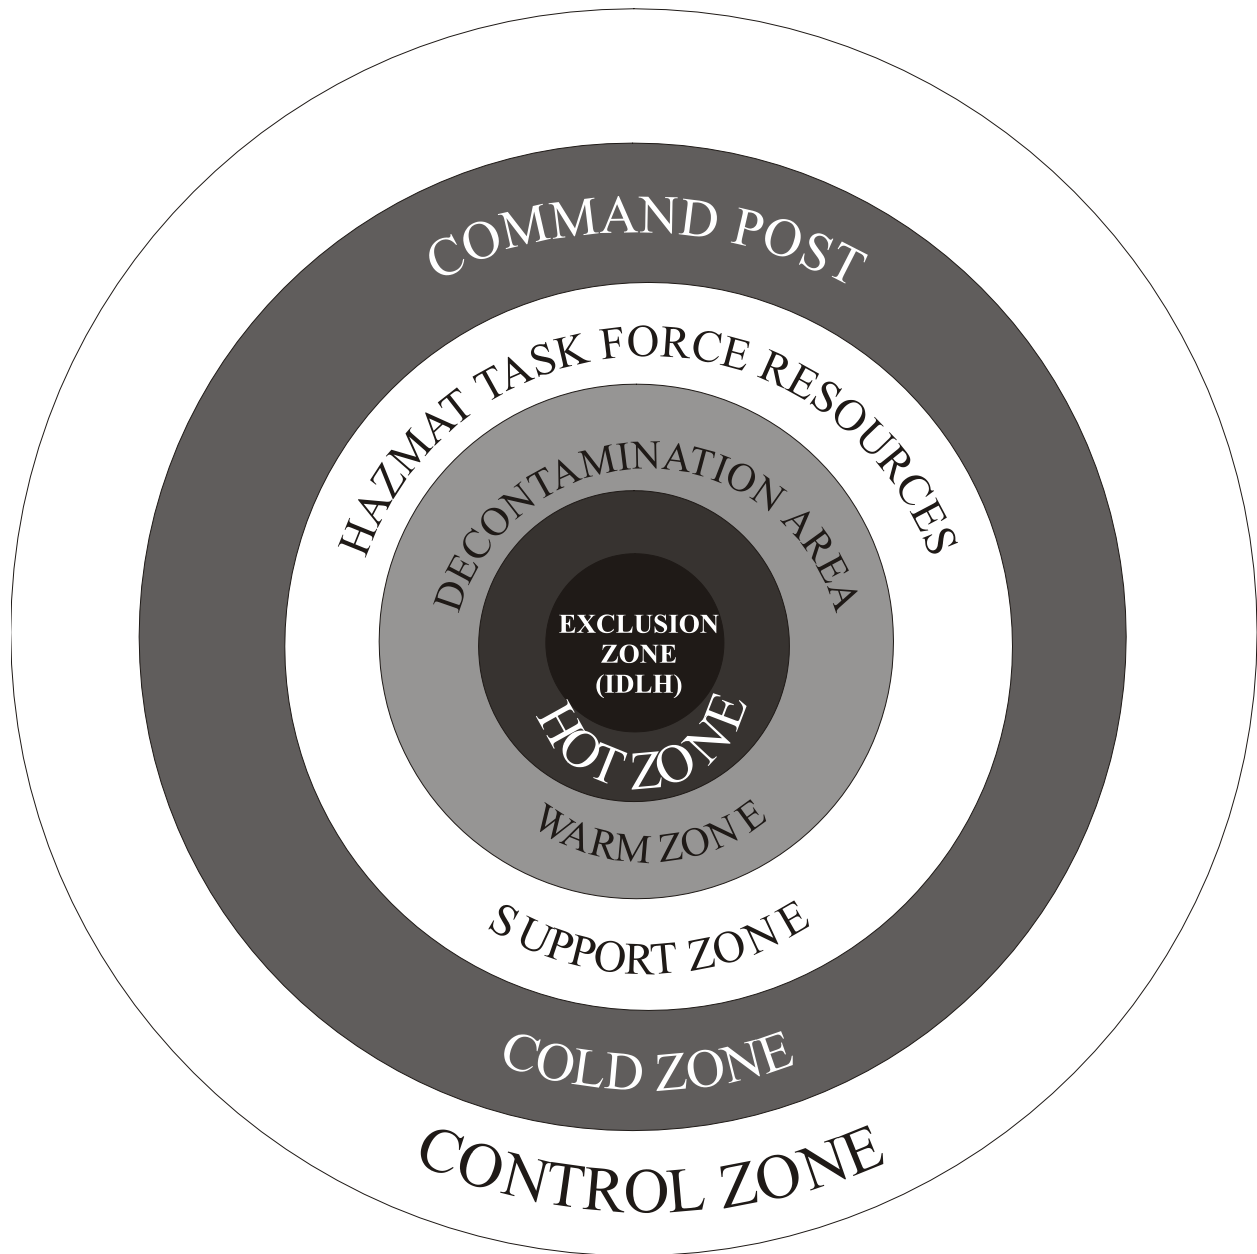 COMMAND POST
HAZMAT TASK FORCE RESOURCES
DECONTAMINATION AREA
EXCLUSION
ZONE
(IDLH)
HOT ZONE
WARM ZONE
SUPPORT ZONE
COLD ZONE
CONTROL ZONE